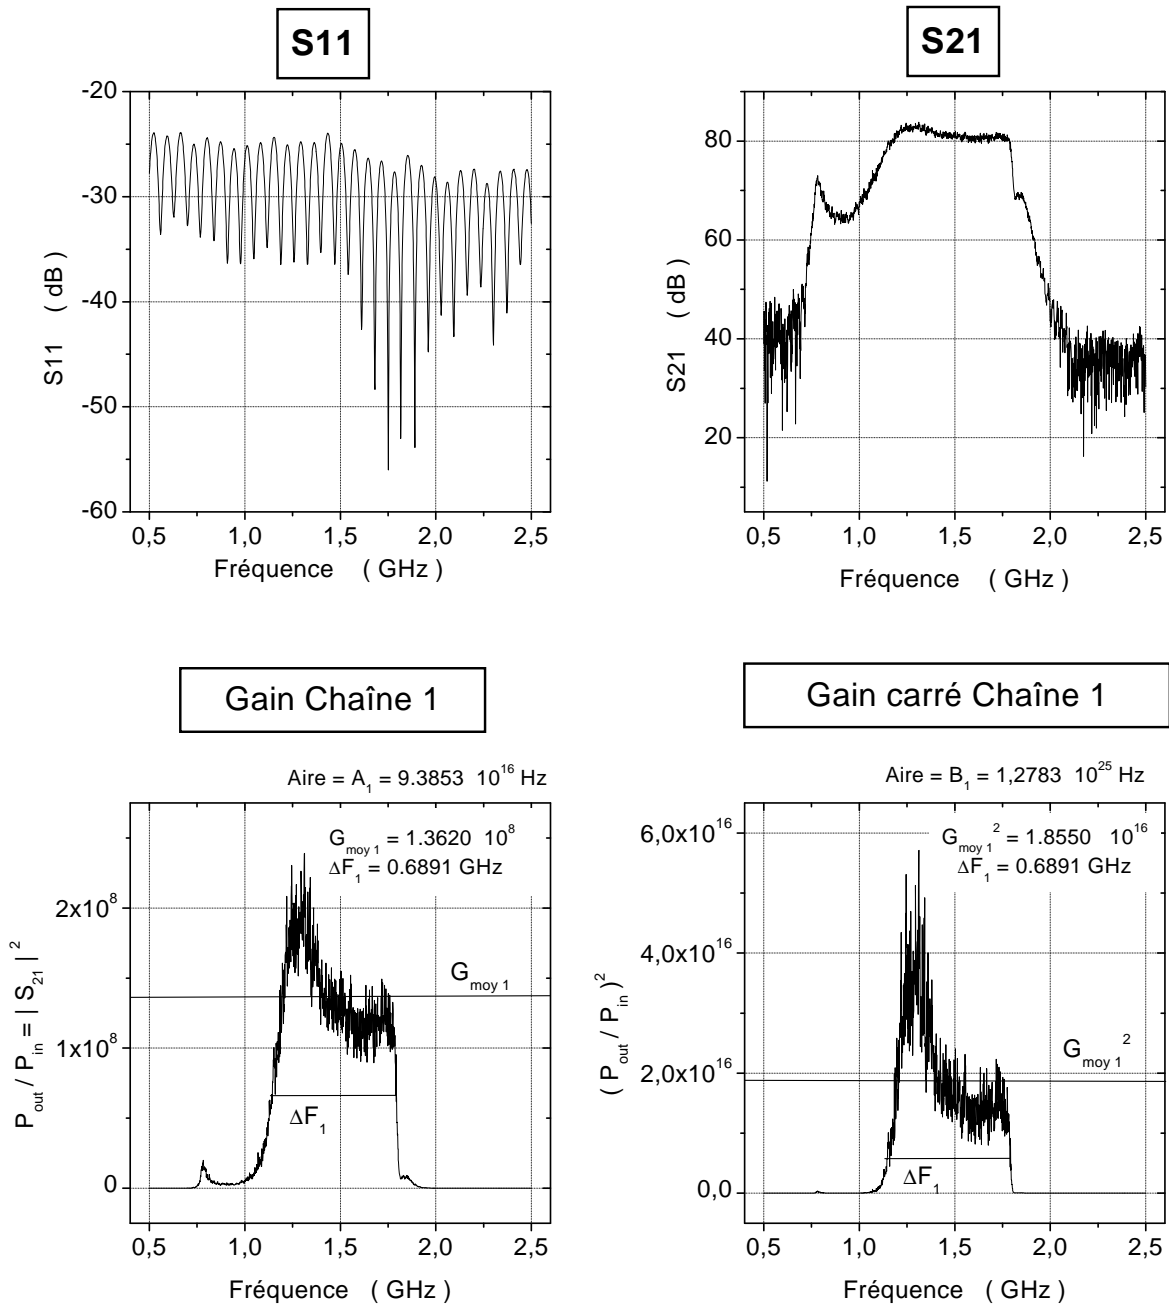 S11
S21
-20
-30
-40
-50
-60
S11 ( dB )
0,5 1,0 1,5 2,0 2,5
Fréquence ( GHz )
80
60
40
20
S21 ( dB )
0,5 1,0 1,5 2,0 2,5
Fréquence ( GHz )
Gain Chaîne 1
Gain carré Chaîne 1
Aire = A1 = 9.3853 10^16 Hz
Gmoy 1 = 1.3620 10^8
ΔF1 = 0.6891 GHz
2x10^8
1x10^8
0
Pout / Pin = | S21 | ^2
Gmoy 1
ΔF1
0,5 1,0 1,5 2,0 2,5
Fréquence ( GHz )
Aire = B1 = 1,2783 10^25 Hz
Gmoy 1^2 = 1.8550 10^16
ΔF1 = 0.6891 GHz
6,0x10^16
4,0x10^16
2,0x10^16
0,0
( Pout / Pin )^2
Gmoy 1^2
ΔF1
0,5 1,0 1,5 2,0 2,5
Fréquence ( GHz )